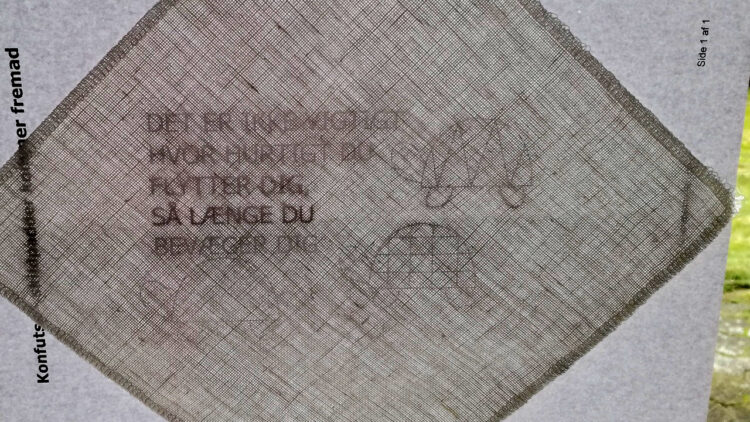 DET ER IKKE VIGTIGT
HVOR HURTIGT DU
FLYTTER DIG,
SÅ LÆNGE DU
BEVÆGER DIG
Konfuts kommer fremad
Side 1 af 1